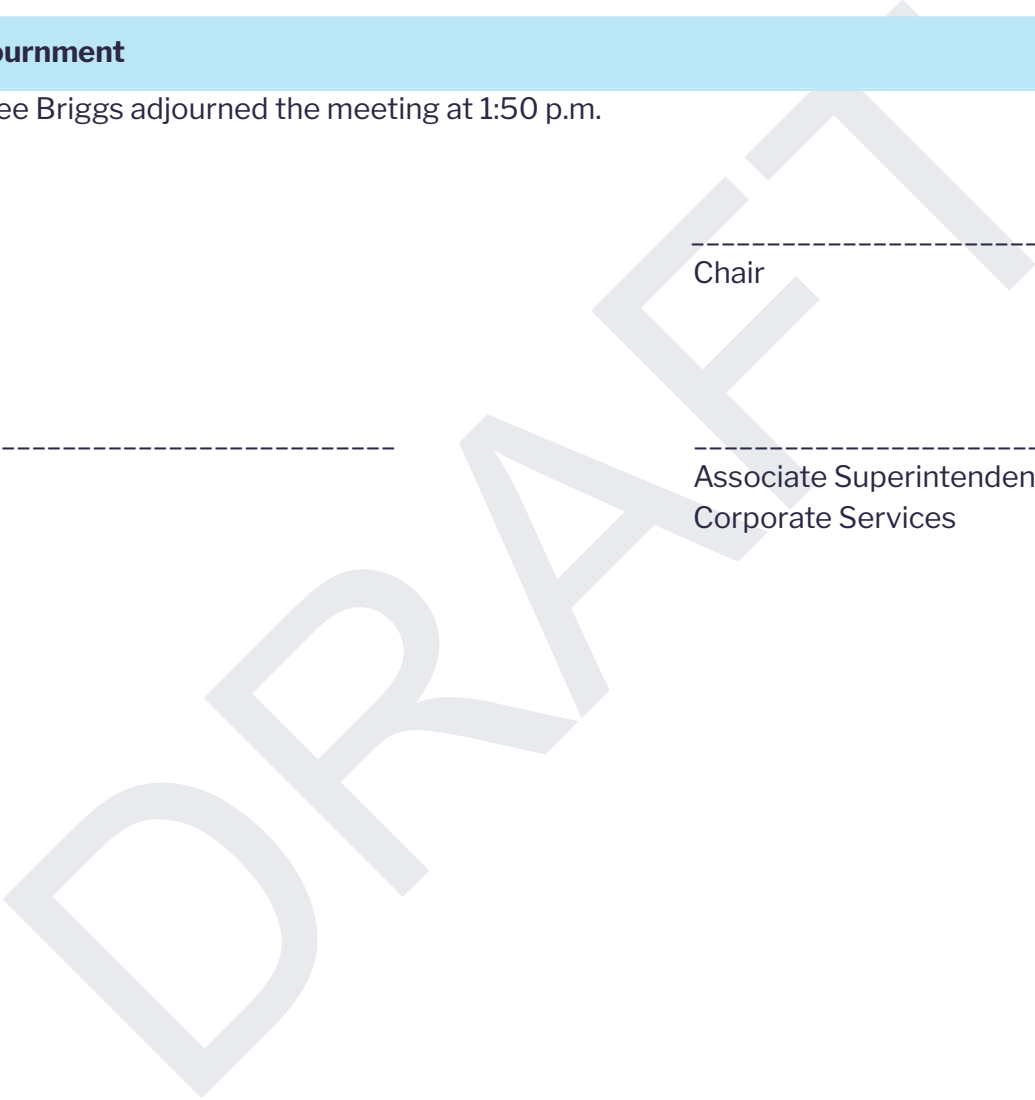 ournment
ee Briggs adjourned the meeting at 1:50 p.m.
Chair
Associate Superintenden
Corporate Services
DRAFT